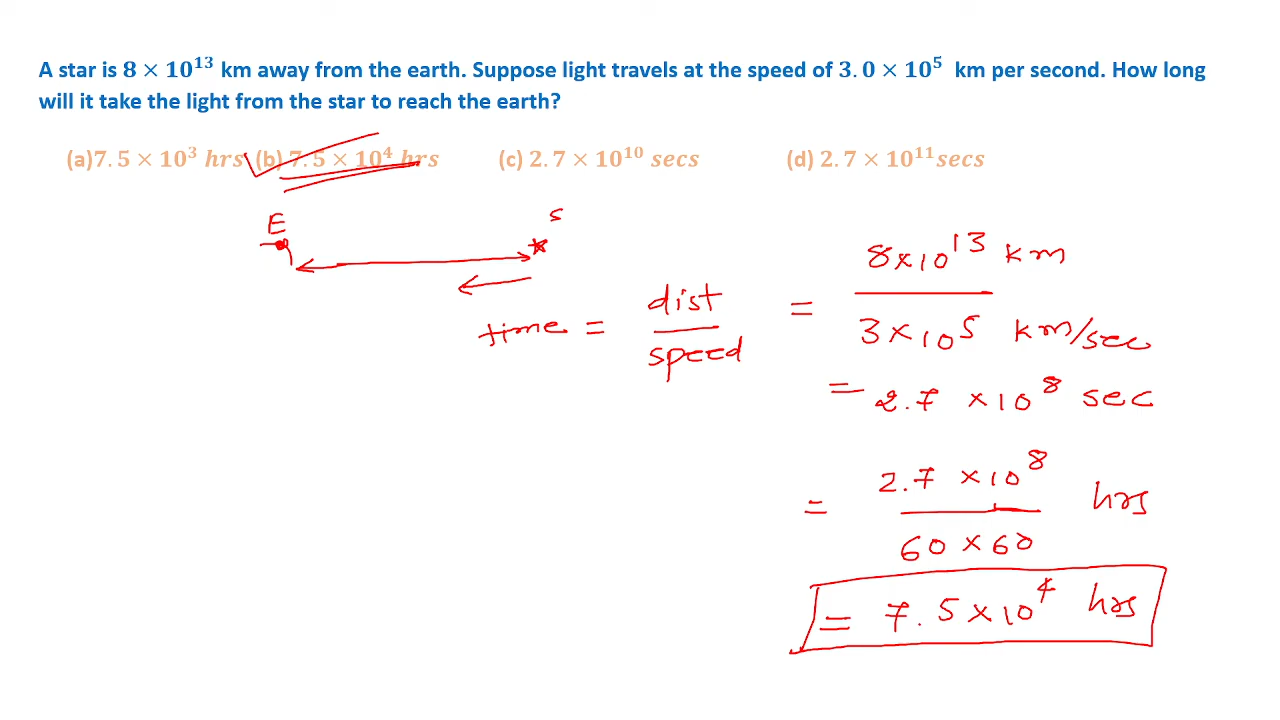 A star is 8 × 10¹³ km away from the earth. Suppose light travels at the speed of 3.0 × 10⁵ km per second. How long
will it take the light from the star to reach the earth?
(a)7.5 × 10³ hrs (b) 7.5 × 10⁴ hrs (c) 2.7 × 10¹⁰ secs (d) 2.7 × 10¹¹secs
E S
8×10¹³ km
time = dist =
speed 3×10⁵ km/sec
= 2.7 ×10⁸ sec
= 2.7 ×10⁸ hrs
60×60
= 7.5×10⁴ hrs